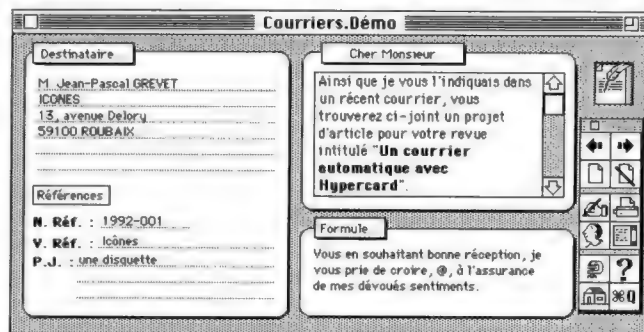 Courriers.Démo
Destinataire
M. Jean-Pascal GREVET
ICONES
13, avenue Delory
59100 ROUBAIX
Références
N. Réf. : 1992-001
V. Réf. : Icônes
P.J. : une disquette
Cher Monsieur
Ainsi que je vous l'indiquais dans
un récent courrier, vous
trouverez ci-joint un projet
d'article pour votre revue
intitulé "Un courrier
automatique avec
Hypercard".
Formule
Vous en souhaitant bonne réception, je
vous prie de croire, @, à l'assurance
de mes dévoués sentiments.
?
⌘Q